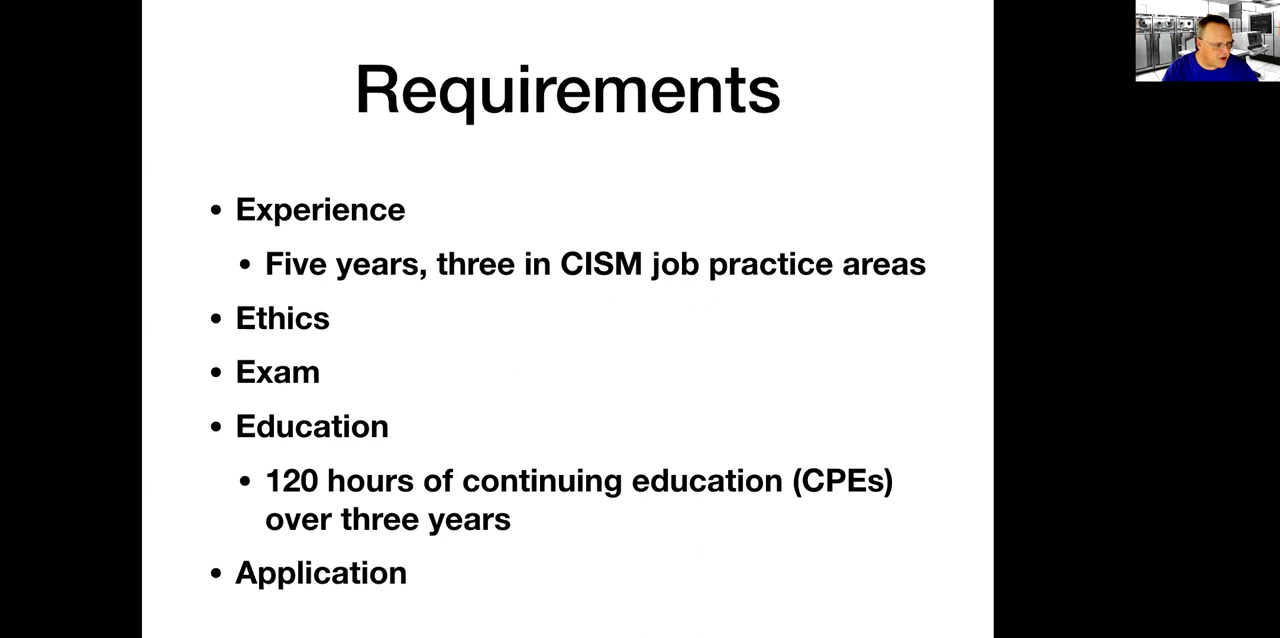 Requirements
• Experience
• Five years, three in CISM job practice areas
• Ethics
• Exam
• Education
• 120 hours of continuing education (CPEs)
over three years
• Application